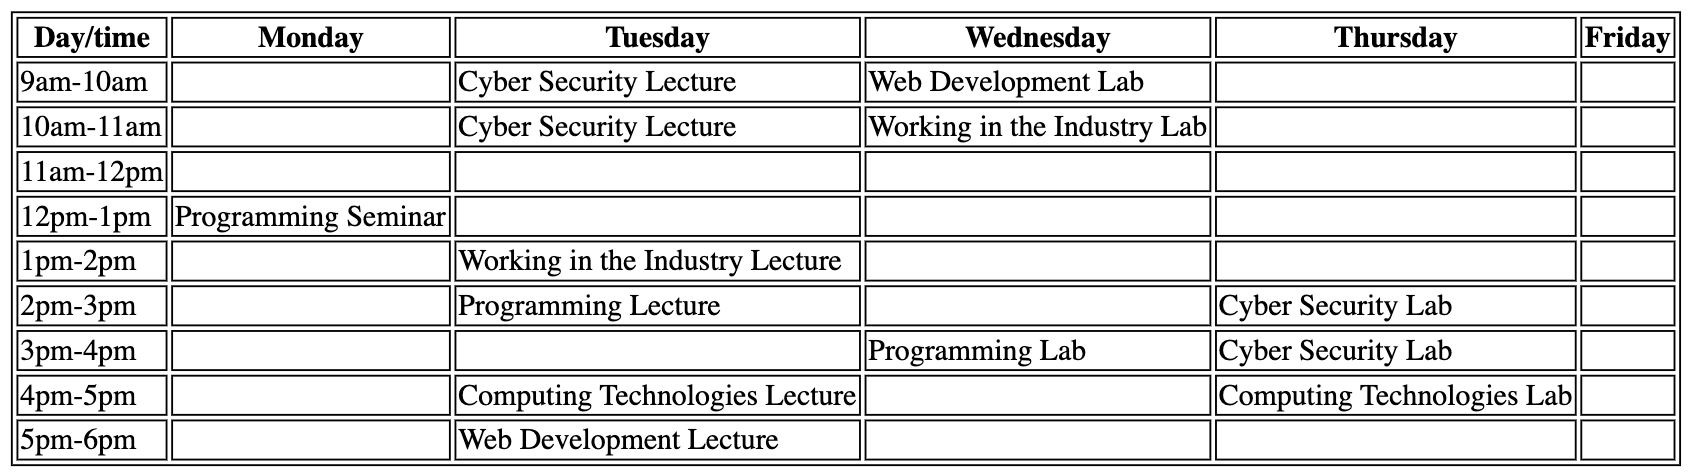 Day/time Monday Tuesday Wednesday Thursday Friday
9am-10am Cyber Security Lecture Web Development Lab
10am-11am Cyber Security Lecture Working in the Industry Lab
11am-12pm
12pm-1pm Programming Seminar
1pm-2pm Working in the Industry Lecture
2pm-3pm Programming Lecture Cyber Security Lab
3pm-4pm Programming Lab Cyber Security Lab
4pm-5pm Computing Technologies Lecture Computing Technologies Lab
5pm-6pm Web Development Lecture